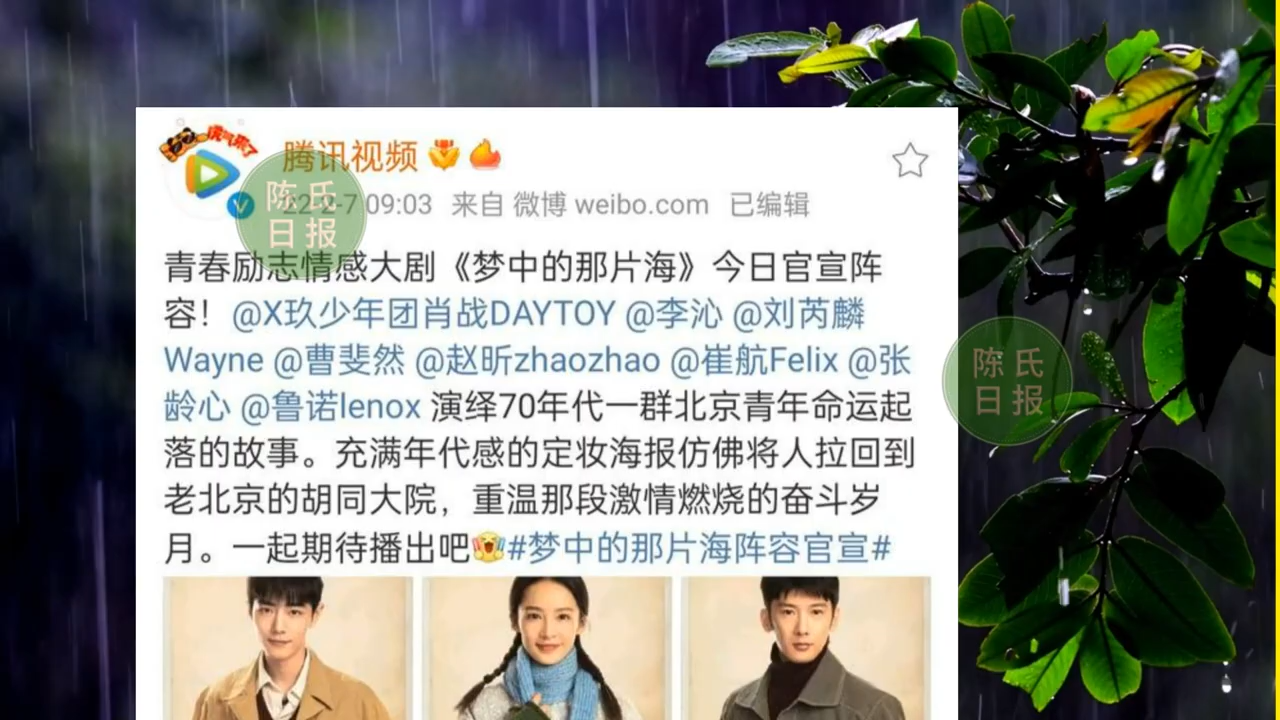 虎气来了
腾讯视频
22-2-7 09:03 来自 微博 weibo.com 已编辑
陈氏
日报
青春励志情感大剧《梦中的那片海》今日官宣阵
容！@X玖少年团肖战DAYTOY @李沁 @刘芮麟
Wayne @曹斐然 @赵昕zhaozhao @崔航Felix @张
龄心 @鲁诺lenox 演绎70年代一群北京青年命运起
落的故事。充满年代感的定妆海报仿佛将人拉回到
老北京的胡同大院，重温那段激情燃烧的奋斗岁
月。一起期待播出吧#梦中的那片海阵容官宣#
陈氏
日报